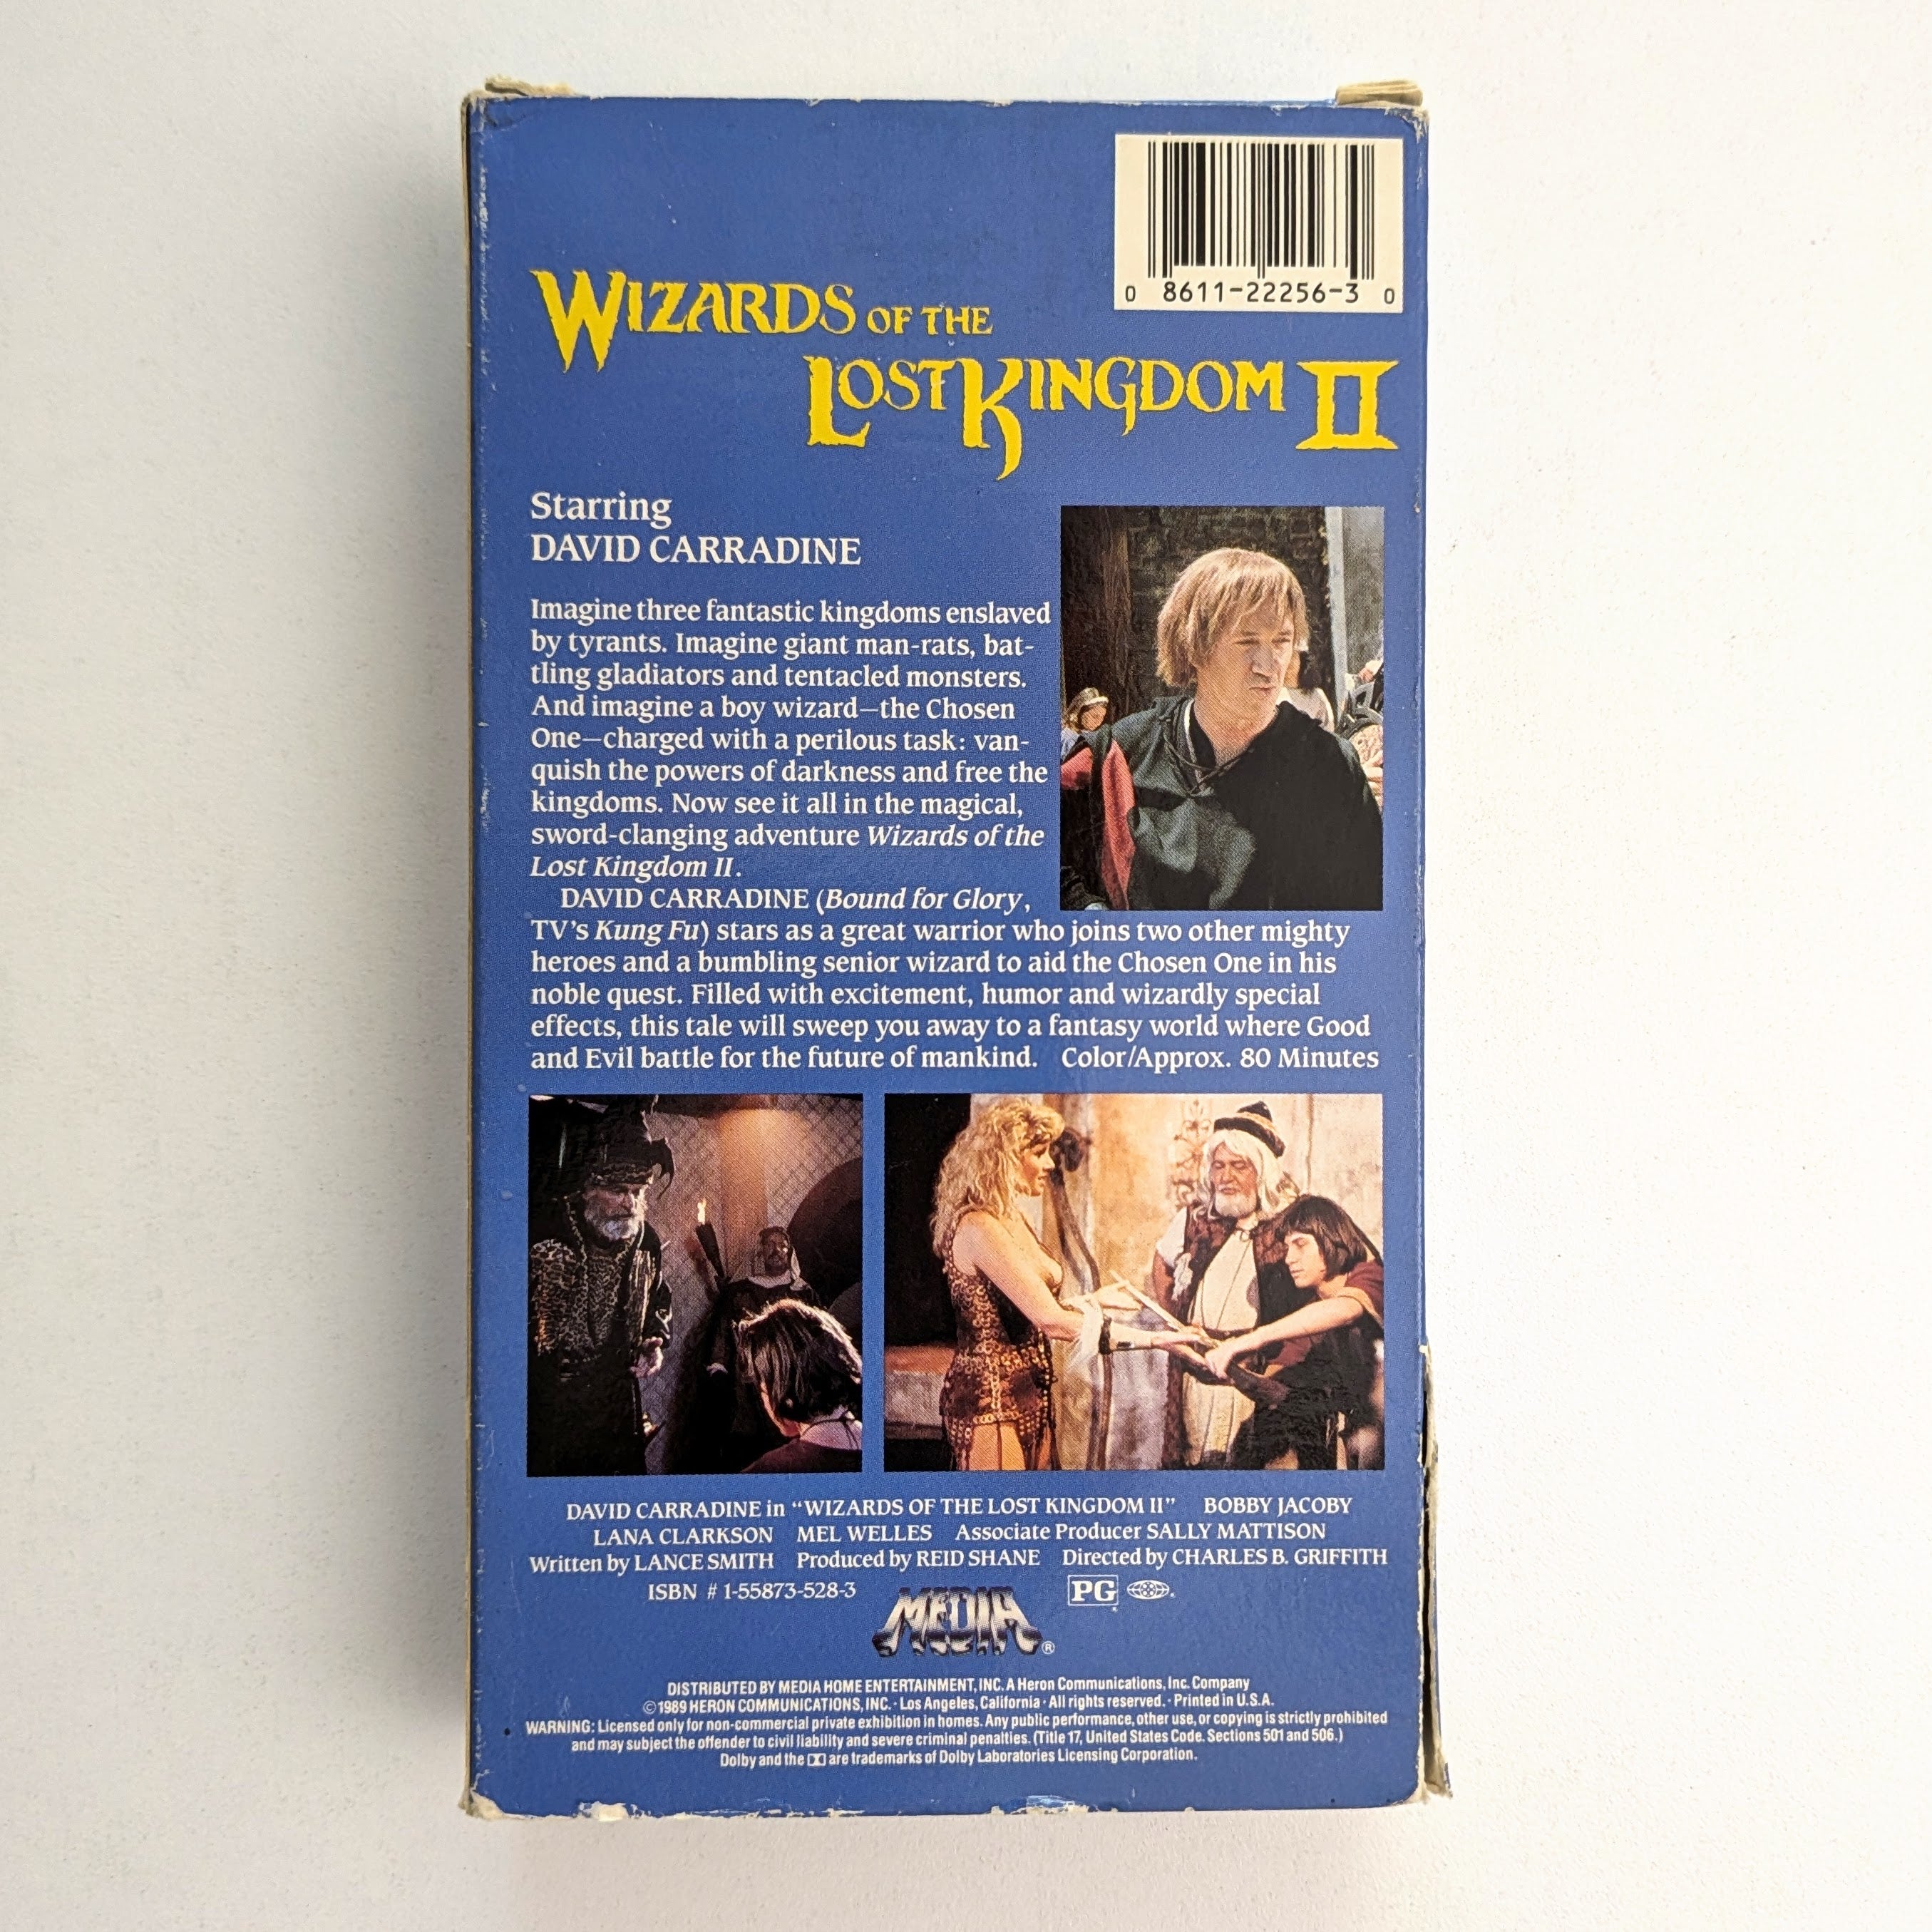 0 8611-22256-3 0
WIZARDS OF THE
LOST KINGDOM II
Starring
DAVID CARRADINE
Imagine three fantastic kingdoms enslaved
by tyrants. Imagine giant man-rats, bat-
tling gladiators and tentacled monsters.
And imagine a boy wizard—the Chosen
One—charged with a perilous task: van-
quish the powers of darkness and free the
kingdoms. Now see it all in the magical,
sword-clanging adventure Wizards of the
Lost Kingdom II.
DAVID CARRADINE (Bound for Glory,
TV's Kung Fu) stars as a great warrior who joins two other mighty
heroes and a bumbling senior wizard to aid the Chosen One in his
noble quest. Filled with excitement, humor and wizardly special
effects, this tale will sweep you away to a fantasy world where Good
and Evil battle for the future of mankind. Color/Approx. 80 Minutes
DAVID CARRADINE in "WIZARDS OF THE LOST KINGDOM II" BOBBY JACOBY
LANA CLARKSON MEL WELLES Associate Producer SALLY MATTISON
Written by LANCE SMITH Produced by REID SHANE Directed by CHARLES B. GRIFFITH
ISBN # 1-55873-528-3
PG
MEDIA®
DISTRIBUTED BY MEDIA HOME ENTERTAINMENT, INC. A Heron Communications, Inc. Company
©1989 HERON COMMUNICATIONS, INC. · Los Angeles, California · All rights reserved. · Printed in U.S.A.
WARNING: Licensed only for non-commercial private exhibition in homes. Any public performance, other use, or copying is strictly prohibited
and may subject the offender to civil liability and severe criminal penalties. (Title 17, United States Code. Sections 501 and 506.)
Dolby and the are trademarks of Dolby Laboratories Licensing Corporation.